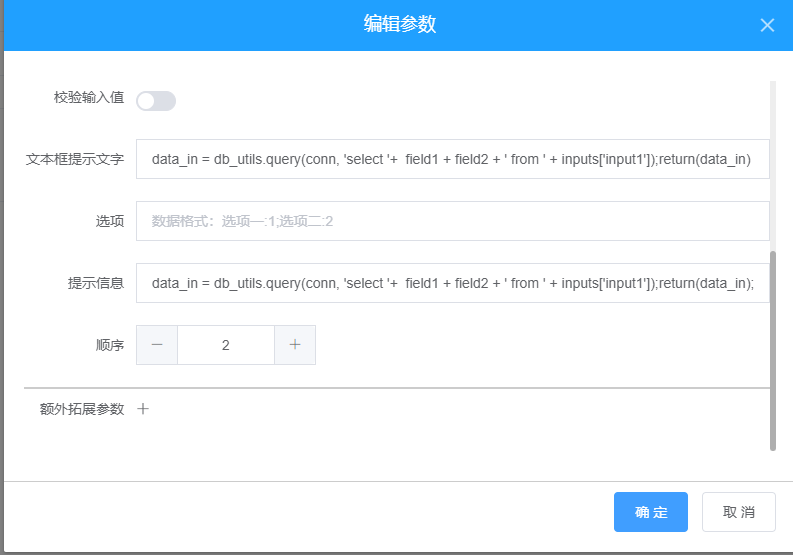 编辑参数
校验输入值
文本框提示文字 data_in = db_utils.query(conn, 'select '+  field1 + field2 + ' from ' + inputs['input1']);return(data_in)
选项 数据格式：选项一:1;选项二:2
提示信息 data_in = db_utils.query(conn, 'select '+  field1 + field2 + ' from ' + inputs['input1']);return(data_in);
顺序 − 2 +
额外拓展参数 +
确定 取消